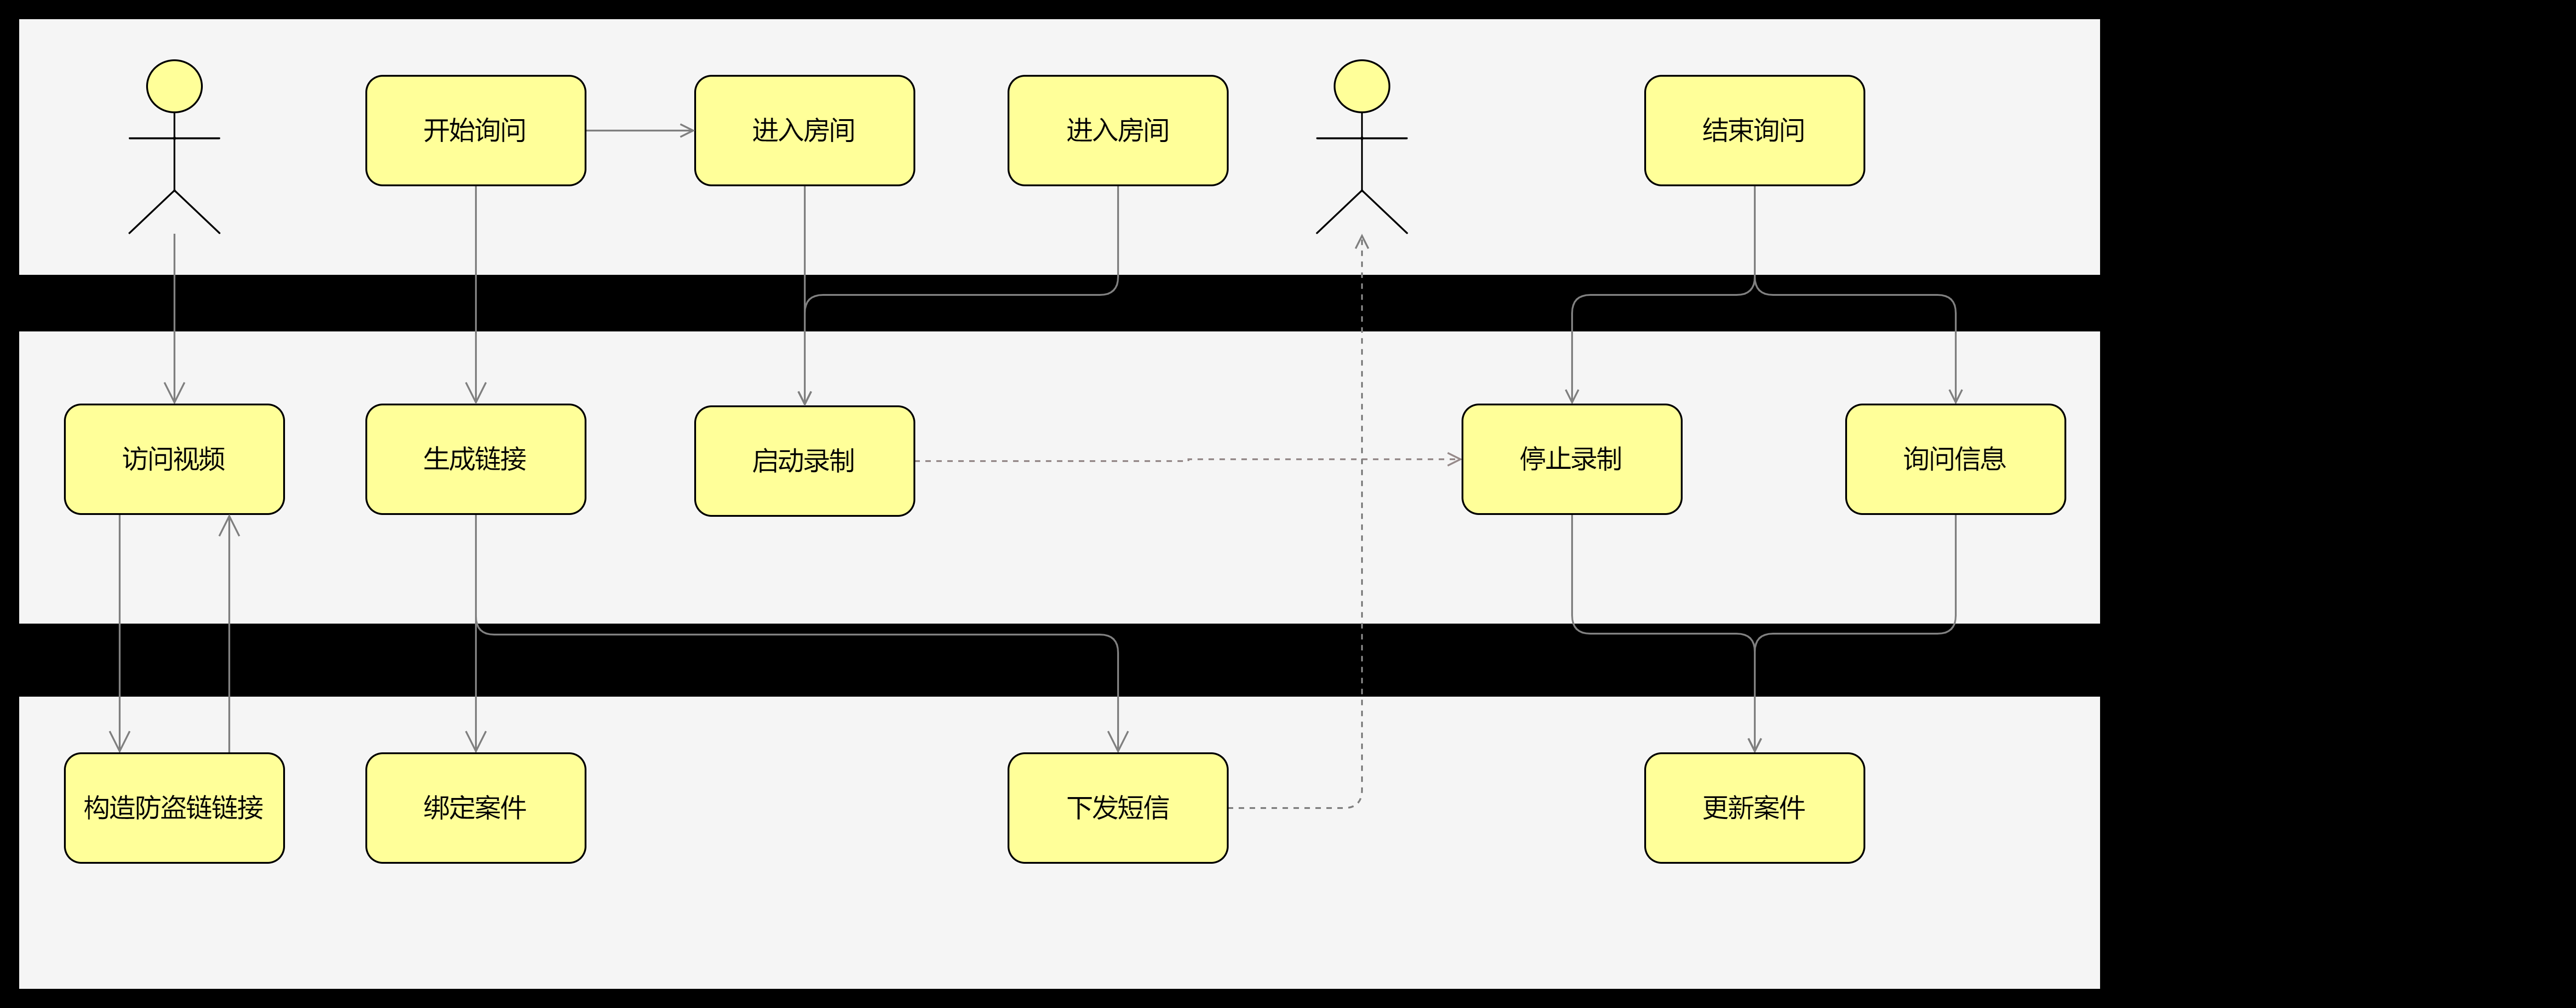 开始询问
进入房间
进入房间
结束询问
访问视频
生成链接
启动录制
停止录制
询问信息
构造防盗链链接
绑定案件
下发短信
更新案件